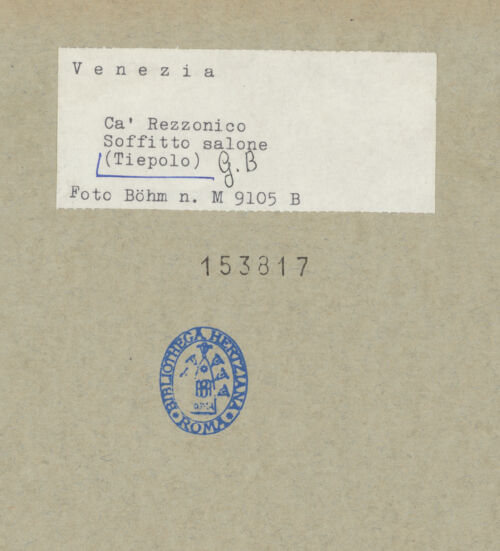 Venezia
Ca' Rezzonico
Soffitto salone
(Tiepolo) G.B
Foto Böhm n. M 9105 B
153817
BIBLIOTHECA HERTZIANA
ROMA